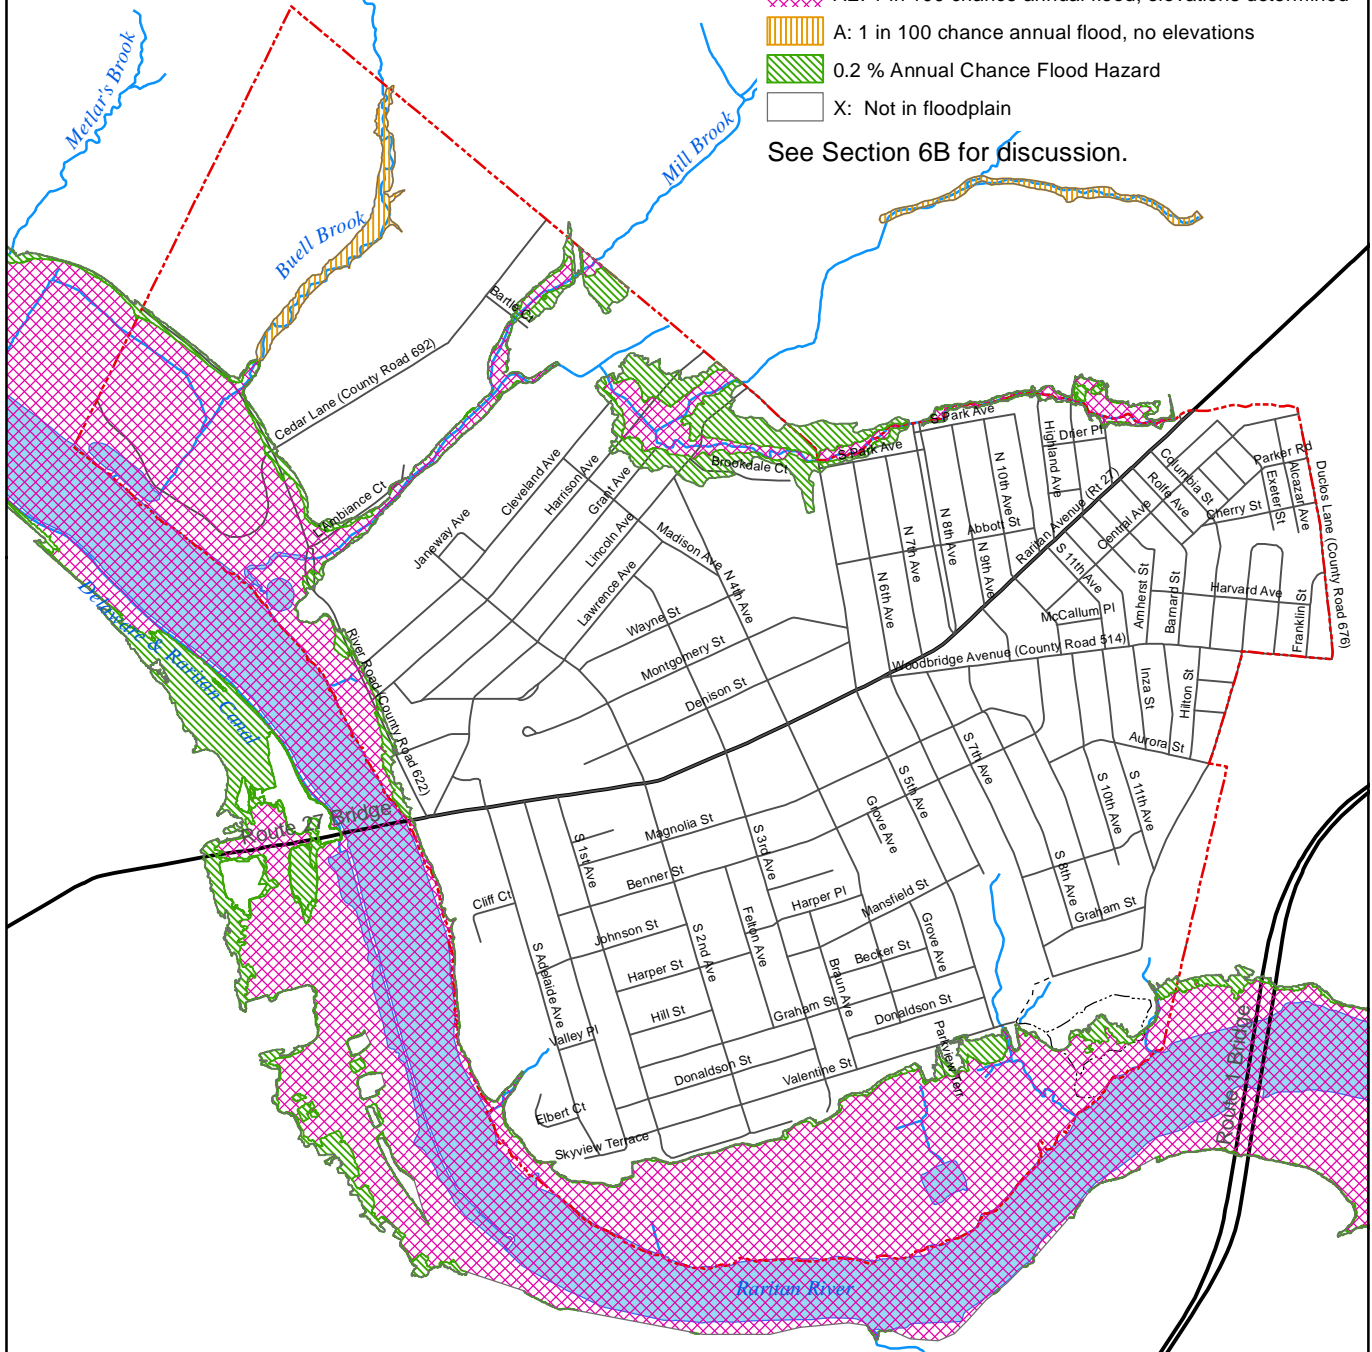 A: 1 in 100 chance annual flood, no elevations
0.2 % Annual Chance Flood Hazard
X: Not in floodplain
See Section 6B for discussion.
Metlar's Brook
Buell Brook
Mill Brook
Bartle Ct
Cedar Lane (County Road 692)
Ambiance Ct
S Park Ave
S Park Ave
Brookdale Ct
Highland Ave
Drier Pl
N 10th Ave
Raritan Avenue (Rt 27)
Columbia St
Rolfe Ave
Central Ave
Parker Rd
Alcazar Ave
Exeter St
Cherry St
Duclos Lane (County Road 676)
Janeway Ave
Cleveland Ave
Harrison Ave
Grant Ave
Lincoln Ave
Lawrence Ave
Madison Ave
N 4th Ave
Wayne St
Montgomery St
Denison St
N 6th Ave
N 7th Ave
N 8th Ave
N 9th Ave
Abbott St
S 11th Ave
McCallum Pl
Amherst St
Barnard St
Harvard Ave
Franklin St
Woodbridge Avenue (County Road 514)
Inza St
Hilton St
Aurora St
Delaware & Raritan Canal
River Road (County Road 622)
Route 27 Bridge
S 1st Ave
Magnolia St
Benner St
S 3rd Ave
Grove Ave
S 5th Ave
S 7th Ave
S 10th Ave
S 11th Ave
S 8th Ave
Graham St
Cliff Ct
Johnson St
S 2nd Ave
Felton Ave
Harper Pl
Mansfield St
Grove Ave
Becker St
S Adelaide Ave
Harper St
Hill St
Graham St
Braun Ave
Donaldson St
Valley Pl
Donaldson St
Valentine St
Parkview Terr
Elbert Ct
Skyview Terrace
Route 1 Bridge
Raritan River